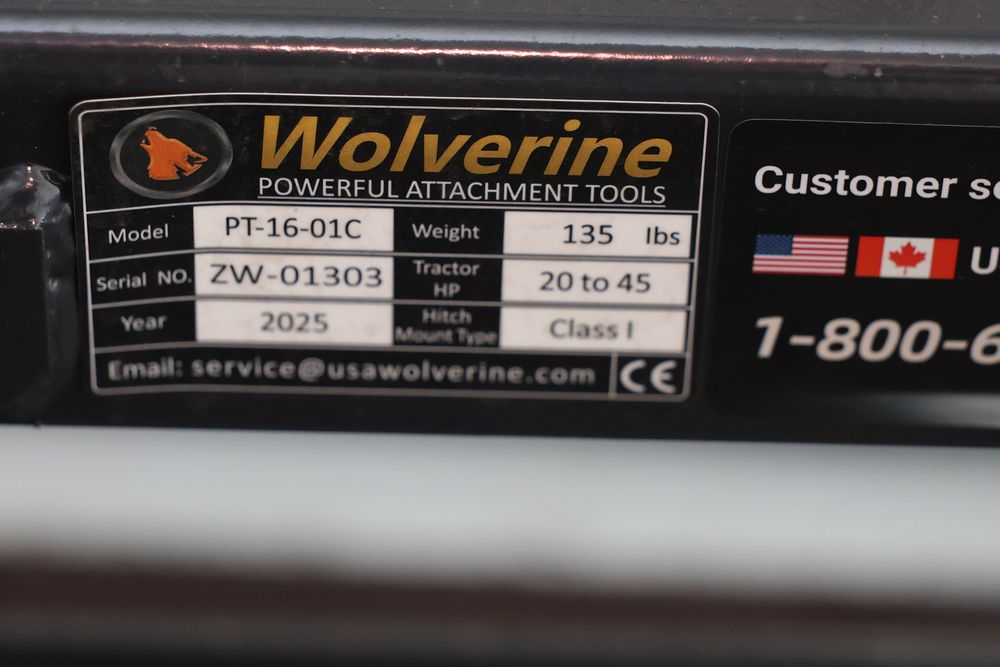 Wolverine
POWERFUL ATTACHMENT TOOLS
Model PT-16-01C Weight 135 lbs
Serial NO. ZW-01303 Tractor HP 20 to 45
Year 2025 Hitch Mount Type Class I
Email: service@usawolverine.com CE
Customer
1-800-6